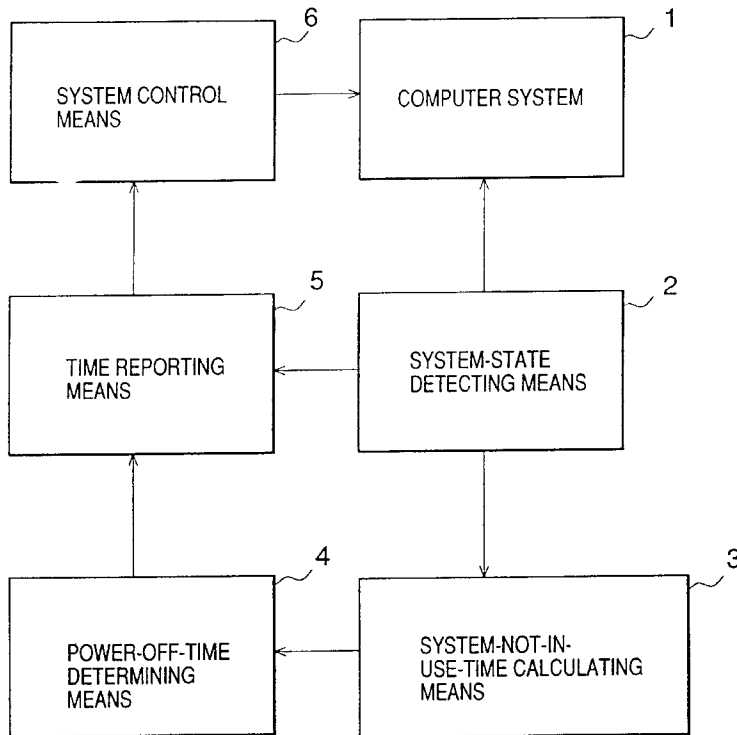 6
SYSTEM CONTROL
MEANS
1
COMPUTER SYSTEM
5
TIME REPORTING
MEANS
2
SYSTEM-STATE
DETECTING MEANS
4
POWER-OFF-TIME
DETERMINING
MEANS
3
SYSTEM-NOT-IN-
USE-TIME CALCULATING
MEANS